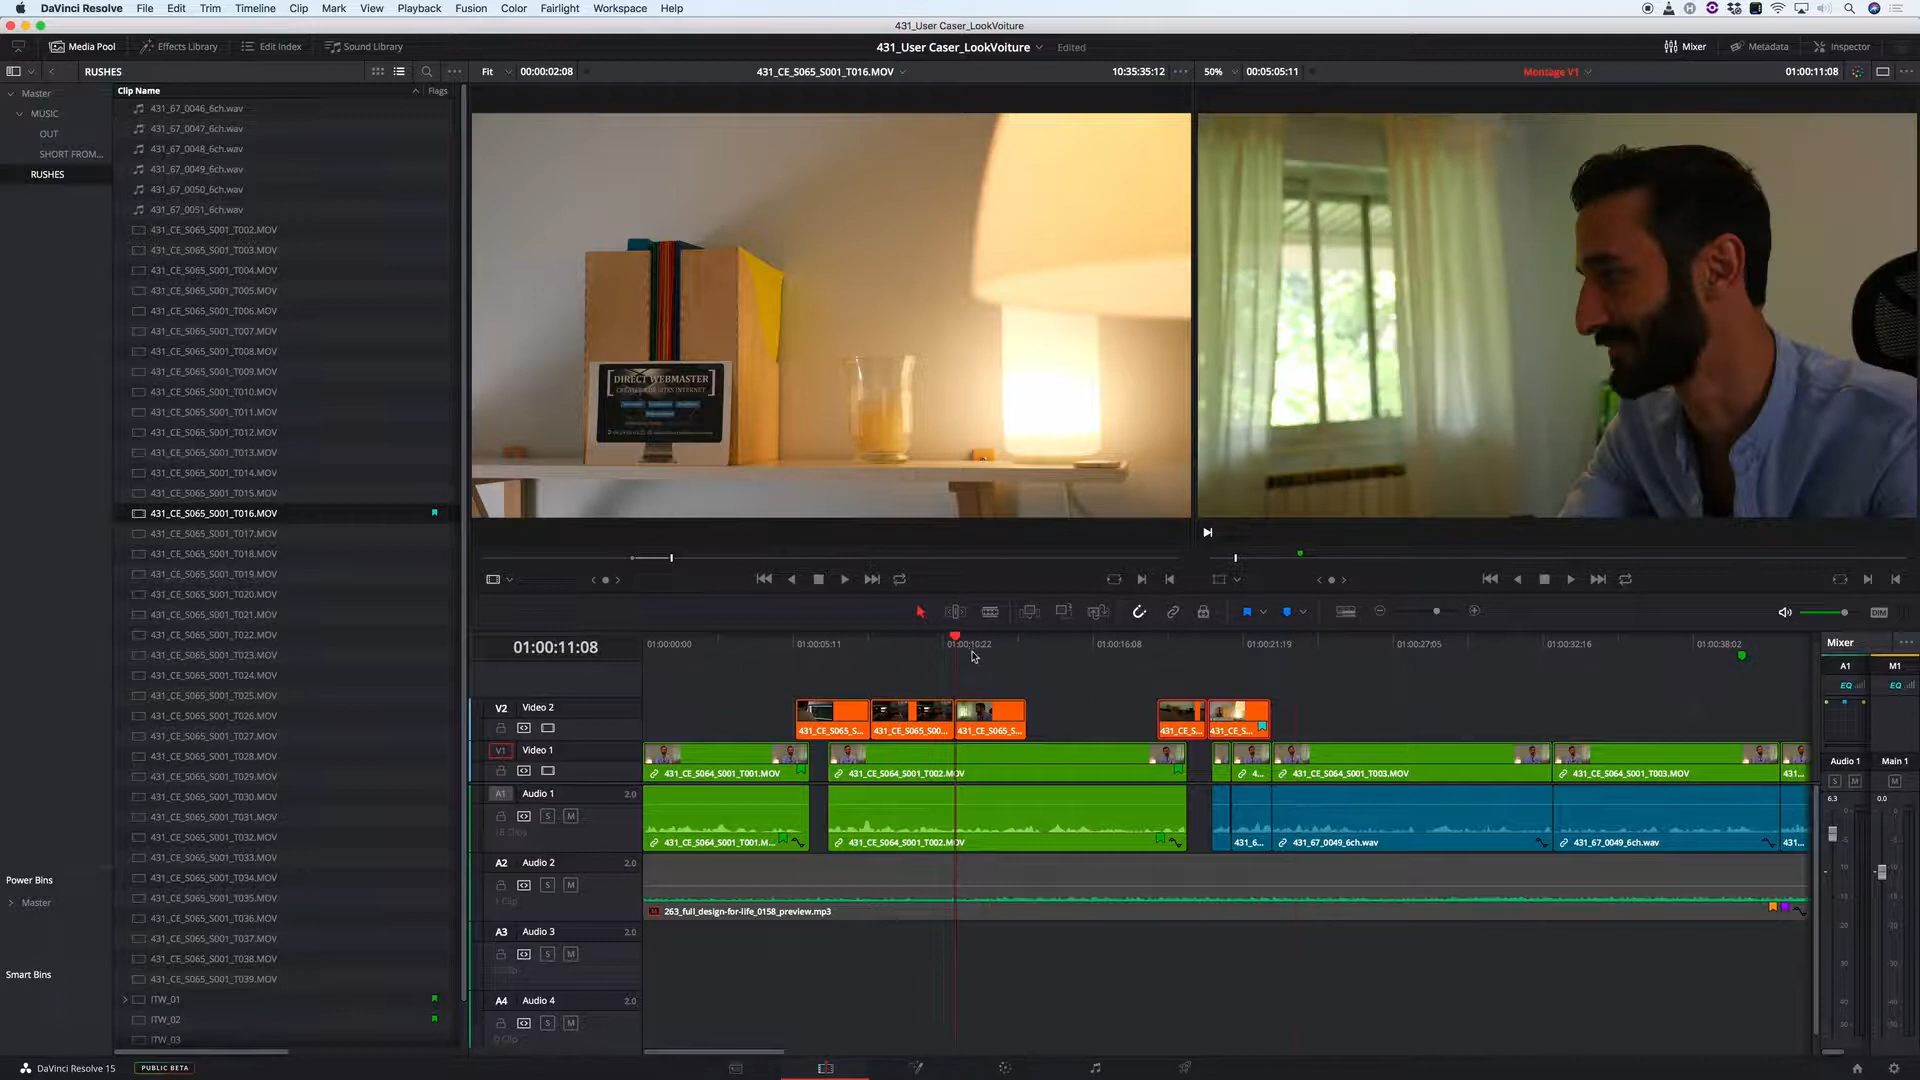 DaVinci Resolve File Edit Trim Timeline Clip Mark View Playback Fusion Color Fairlight Workspace Help
431_User Caser_LookVoiture
Media Pool Effects Library Edit Index Sound Library 431_User Caser_LookVoiture Edited Mixer Metadata Inspector
RUSHES Fit 00:00:02:08 431_CE_S065_S001_T016.MOV 10:35:35:12 50% 00:05:05:11 Montage V1 01:00:11:08
Clip Name Flags
Master
MUSIC
OUT
SHORT FROM...
RUSHES
Power Bins
Master
Smart Bins
431_67_0046_6ch.wav
431_67_0047_6ch.wav
431_67_0048_6ch.wav
431_67_0049_6ch.wav
431_67_0050_6ch.wav
431_67_0051_6ch.wav
431_CE_S065_S001_T002.MOV
431_CE_S065_S001_T003.MOV
431_CE_S065_S001_T004.MOV
431_CE_S065_S001_T005.MOV
431_CE_S065_S001_T006.MOV
431_CE_S065_S001_T007.MOV
431_CE_S065_S001_T008.MOV
431_CE_S065_S001_T009.MOV
431_CE_S065_S001_T010.MOV
431_CE_S065_S001_T011.MOV
431_CE_S065_S001_T012.MOV
431_CE_S065_S001_T013.MOV
431_CE_S065_S001_T014.MOV
431_CE_S065_S001_T015.MOV
431_CE_S065_S001_T016.MOV
431_CE_S065_S001_T017.MOV
431_CE_S065_S001_T018.MOV
431_CE_S065_S001_T019.MOV
431_CE_S065_S001_T020.MOV
431_CE_S065_S001_T021.MOV
431_CE_S065_S001_T022.MOV
431_CE_S065_S001_T023.MOV
431_CE_S065_S001_T024.MOV
431_CE_S065_S001_T025.MOV
431_CE_S065_S001_T026.MOV
431_CE_S065_S001_T027.MOV
431_CE_S065_S001_T028.MOV
431_CE_S065_S001_T029.MOV
431_CE_S065_S001_T030.MOV
431_CE_S065_S001_T031.MOV
431_CE_S065_S001_T032.MOV
431_CE_S065_S001_T033.MOV
431_CE_S065_S001_T034.MOV
431_CE_S065_S001_T035.MOV
431_CE_S065_S001_T036.MOV
431_CE_S065_S001_T037.MOV
431_CE_S065_S001_T038.MOV
431_CE_S065_S001_T039.MOV
ITW_01
ITW_02
ITW_03
DIRECT WEBMASTER
DIM
01:00:11:08 01:00:00:00 01:00:05:11 01:00:10:22 01:00:16:08 01:00:21:19 01:00:27:05 01:00:32:16 01:00:38:02
V2 Video 2
431_CE_S065_S... 431_CE_S065_S00... 431_CE_S065_S... 431_CE_S... 431_CE_S...
V1 Video 1
431_CE_S064_S001_T001.MOV 431_CE_S064_S001_T002.MOV 4... 431_CE_S064_S001_T003.MOV 431_CE_S064_S001_T003.MOV 431...
A1 Audio 1 2.0
S M
431_CE_S064_S001_T001.M... 431_CE_S064_S001_T002.MOV 431_6... 431_67_0049_6ch.wav 431_67_0049_6ch.wav 431...
A2 Audio 2 2.0
S M
1 Clip
263_full_design-for-life_0158_preview.mp3
A3 Audio 3 2.0
S M
A4 Audio 4 2.0
S M
0 Clip
Mixer
A1 M1
EQ EQ
Audio 1 Main 1
S M M
6.3 0.0
DaVinci Resolve 15 PUBLIC BETA